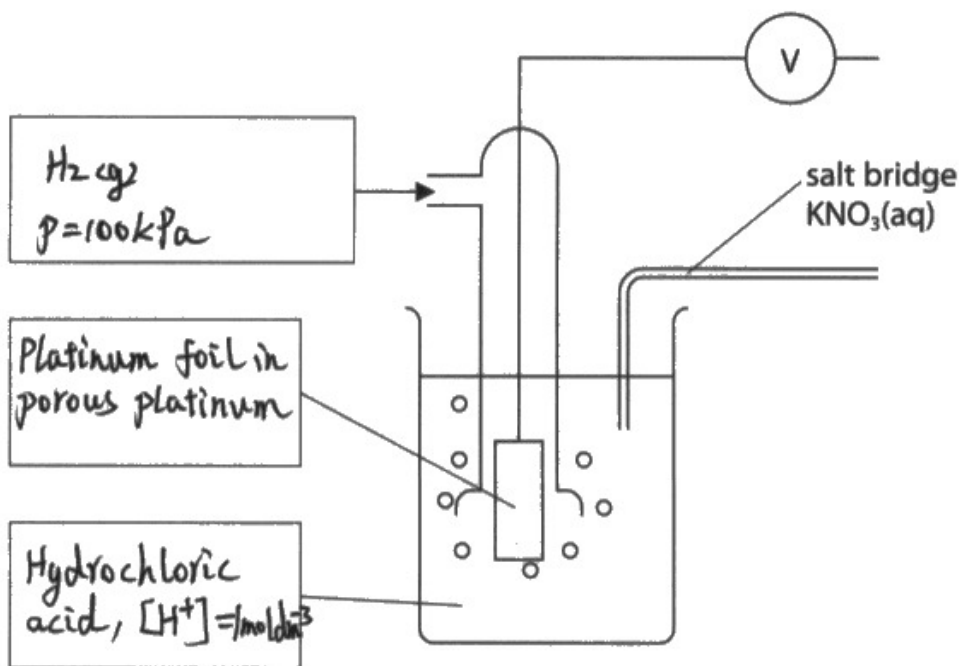 V
H2 (g)
p=100kPa
salt bridge
KNO₃(aq)
Platinum foil in
porous platinum
Hydrochloric
acid, [H⁺]=1moldm⁻³